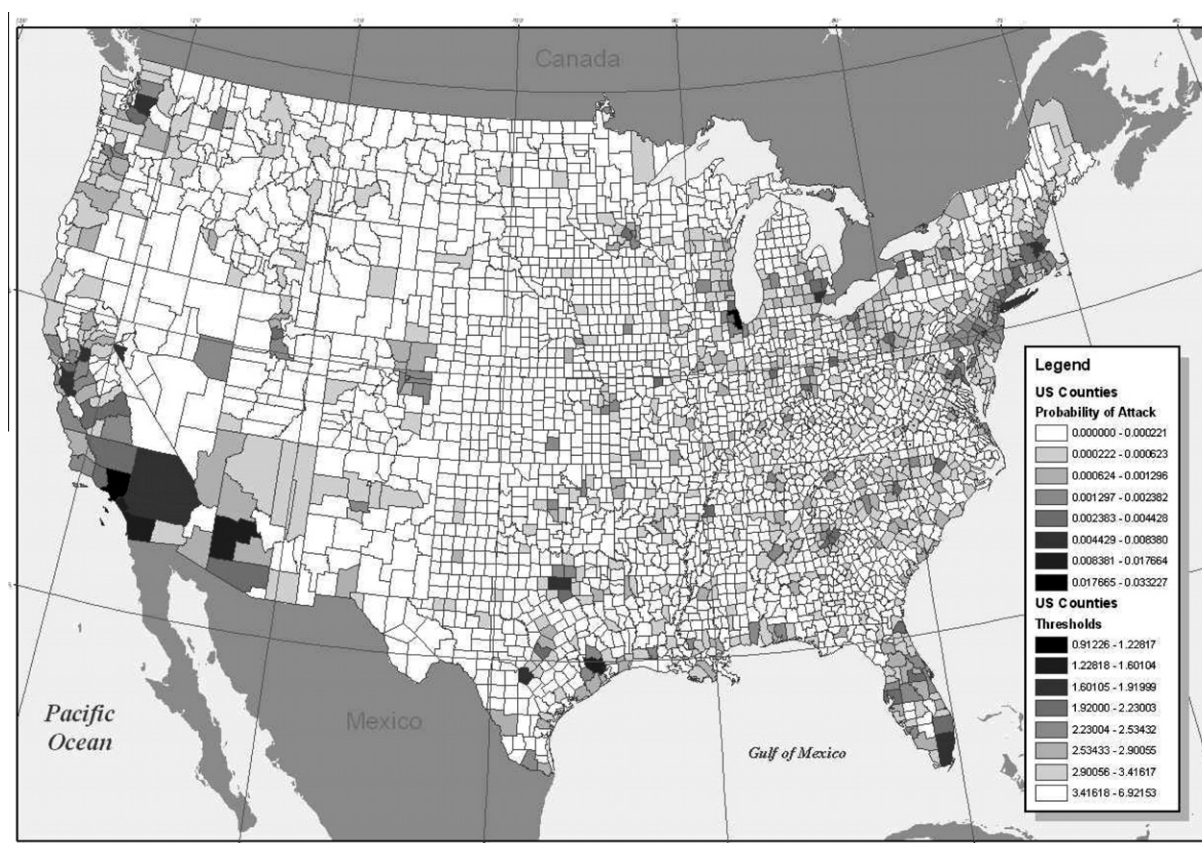 Canada
Legend
US Counties
Probability of Attack
0.000000 - 0.000221
0.000222 - 0.000623
0.000624 - 0.001296
0.001297 - 0.002382
0.002383 - 0.004428
0.004429 - 0.008380
0.008381 - 0.017664
0.017665 - 0.033227
US Counties
Thresholds
0.91226 - 1.22817
1.22818 - 1.60104
1.60105 - 1.91999
1.92000 - 2.23003
2.23004 - 2.53432
2.53433 - 2.90055
2.90056 - 3.41617
3.41618 - 6.92153
Pacific
Ocean
Mexico
Gulf of Mexico